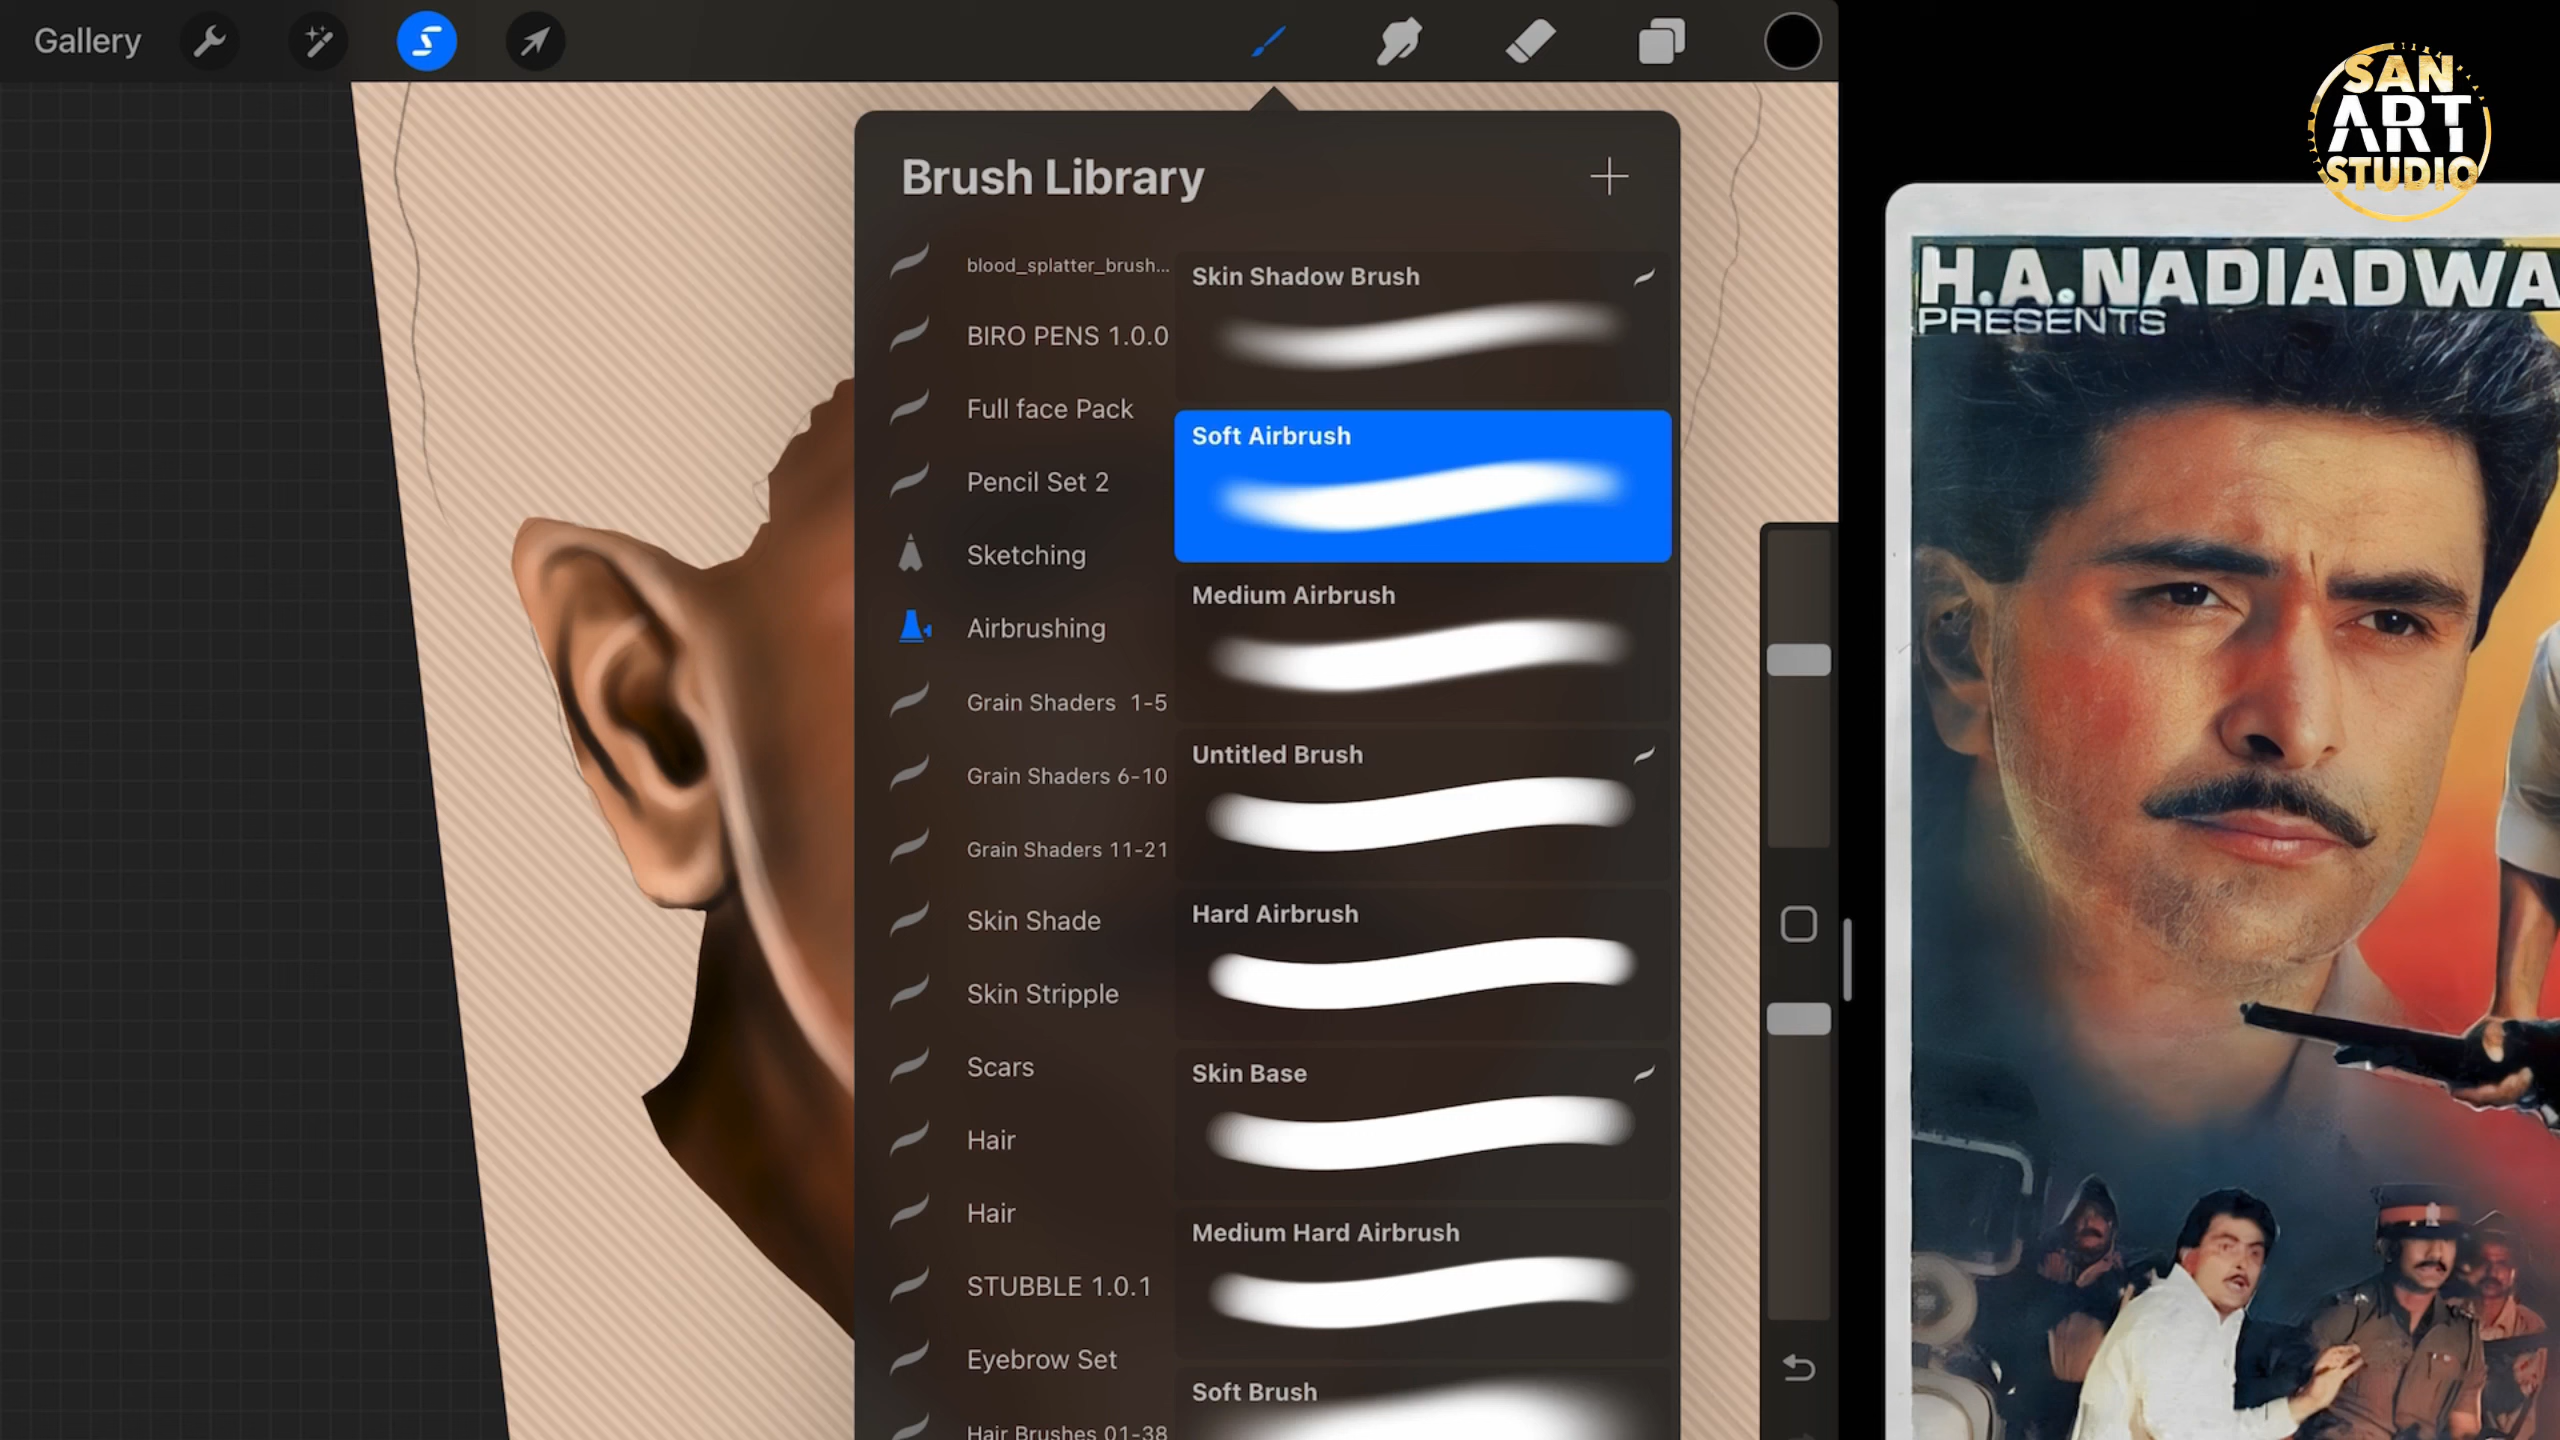 Gallery
SAN
ART
STUDIO
Brush Library
blood_splatter_brush...
BIRO PENS 1.0.0
Full face Pack
Pencil Set 2
Sketching
Airbrushing
Grain Shaders 1-5
Grain Shaders 6-10
Grain Shaders 11-21
Skin Shade
Skin Stripple
Scars
Hair
Hair
STUBBLE 1.0.1
Eyebrow Set
Hair Brushes 01-38
Skin Shadow Brush
Soft Airbrush
Medium Airbrush
Untitled Brush
Hard Airbrush
Skin Base
Medium Hard Airbrush
Soft Brush
H.A.NADIADWA
PRESENTS